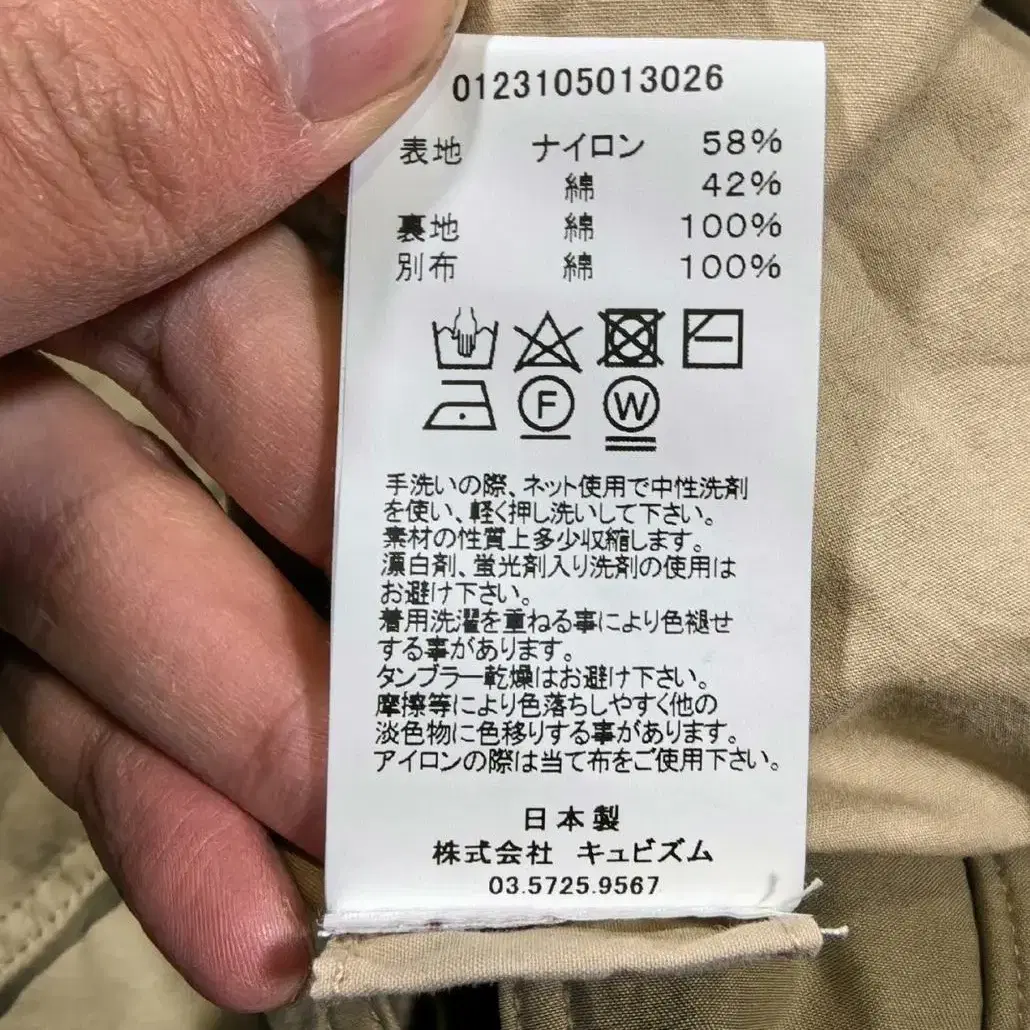 0123105013026
表地 ナイロン 58%
綿 42%
裏地 綿 100%
別布 綿 100%
F W
手洗いの際、ネット使用で中性洗剤
を使い、軽く押し洗いして下さい。
素材の性質上多少収縮します。
漂白剤、蛍光剤入り洗剤の使用は
お避け下さい。
着用洗濯を重ねる事により色褪せ
する事があります。
タンブラー乾燥はお避け下さい。
摩擦等により色落ちしやすく他の
淡色物に色移りする事があります。
アイロンの際は当て布をご使用下さい。
日本製
株式会社 キュビズム
03.5725.9567